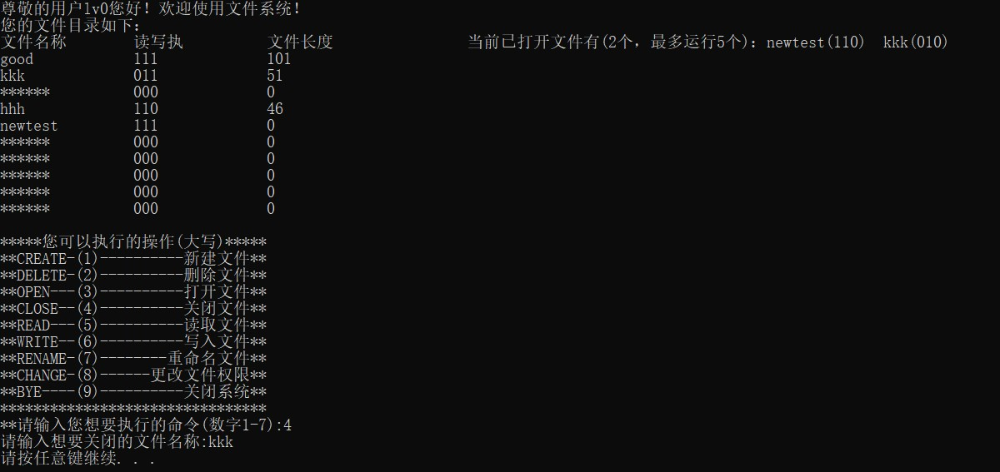 尊敬的用户lv0您好！欢迎使用文件系统！
您的文件目录如下：
文件名称 读写执 文件长度 当前已打开文件有(2个，最多运行5个)：newtest(110) kkk(010)
good 111 101
kkk 011 51
****** 000 0
hhh 110 46
newtest 111 0
****** 000 0
****** 000 0
****** 000 0
****** 000 0
****** 000 0
*****您可以执行的操作(大写)*****
**CREATE-(1)----------新建文件**
**DELETE-(2)----------删除文件**
**OPEN---(3)----------打开文件**
**CLOSE--(4)----------关闭文件**
**READ---(5)----------读取文件**
**WRITE--(6)----------写入文件**
**RENAME-(7)--------重命名文件**
**CHANGE-(8)------更改文件权限**
**BYE----(9)----------关闭系统**
********************************
**请输入您想要执行的命令(数字1-7):4
请输入想要关闭的文件名称:kkk
请按任意键继续. . .